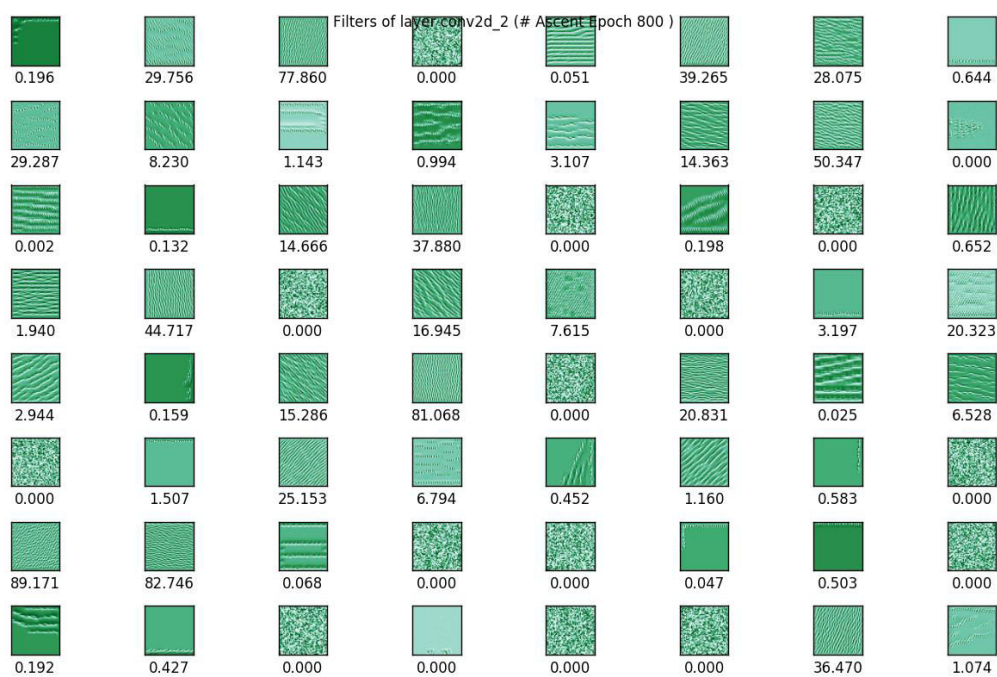 Filters of layer conv2d_2 (# Ascent Epoch 800 )
0.196 29.756 77.860 0.000 0.051 39.265 28.075 0.644
29.287 8.230 1.143 0.994 3.107 14.363 50.347 0.000
0.002 0.132 14.666 37.880 0.000 0.198 0.000 0.652
1.940 44.717 0.000 16.945 7.615 0.000 3.197 20.323
2.944 0.159 15.286 81.068 0.000 20.831 0.025 6.528
0.000 1.507 25.153 6.794 0.452 1.160 0.583 0.000
89.171 82.746 0.068 0.000 0.000 0.047 0.503 0.000
0.192 0.427 0.000 0.000 0.000 0.000 36.470 1.074